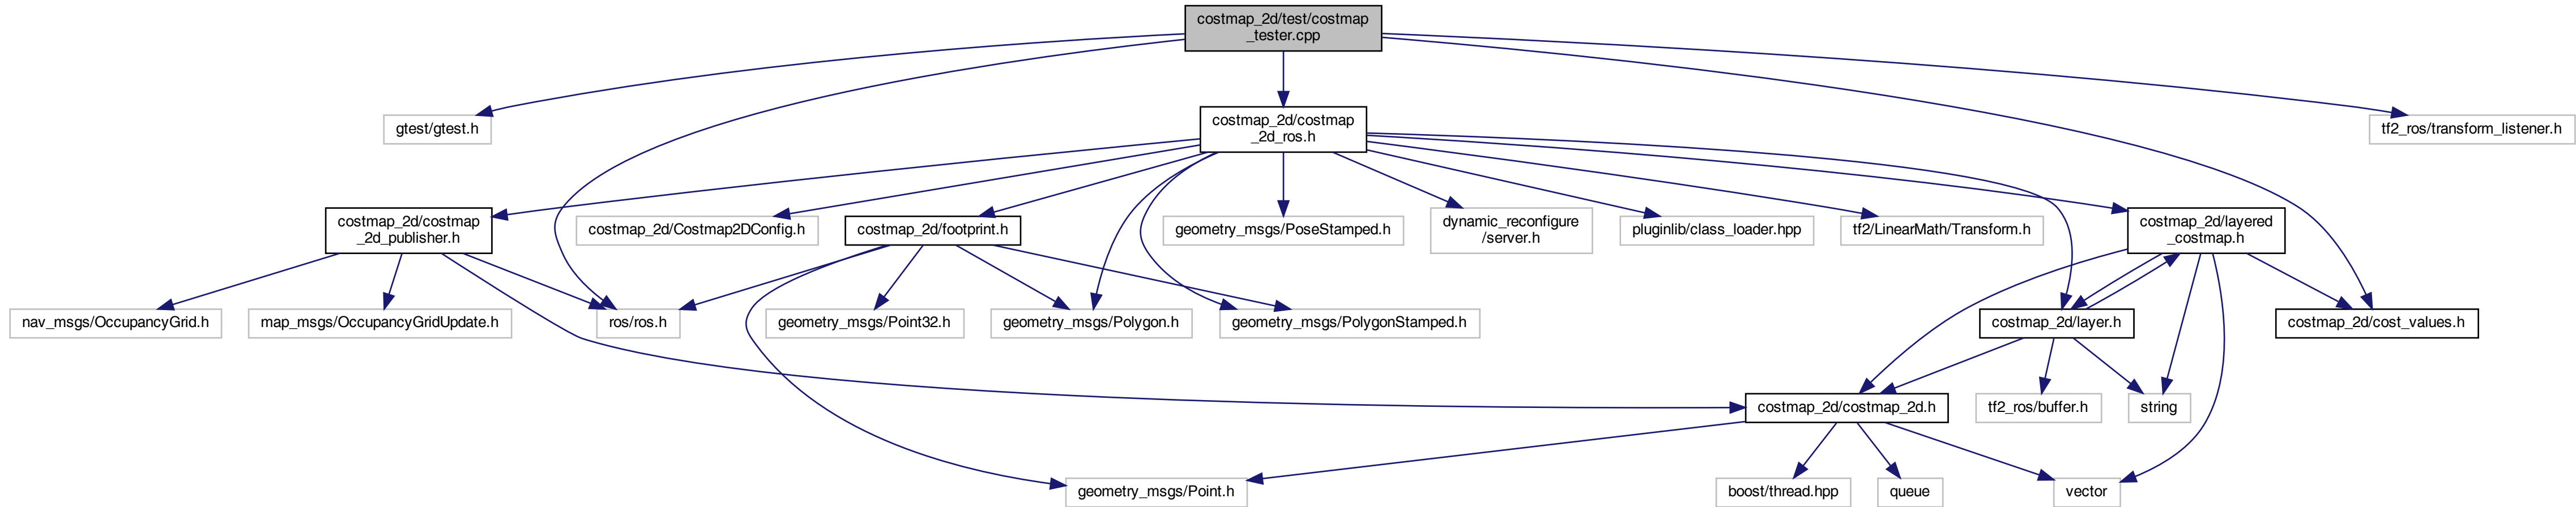 costmap_2d/test/costmap
_tester.cpp
gtest/gtest.h
costmap_2d/costmap
_2d_ros.h
tf2_ros/transform_listener.h
costmap_2d/costmap
_2d_publisher.h
costmap_2d/Costmap2DConfig.h
costmap_2d/footprint.h
geometry_msgs/PoseStamped.h
dynamic_reconfigure
/server.h
pluginlib/class_loader.hpp
tf2/LinearMath/Transform.h
costmap_2d/layered
_costmap.h
nav_msgs/OccupancyGrid.h
map_msgs/OccupancyGridUpdate.h
ros/ros.h
geometry_msgs/Point32.h
geometry_msgs/Polygon.h
geometry_msgs/PolygonStamped.h
costmap_2d/layer.h
costmap_2d/cost_values.h
costmap_2d/costmap_2d.h
tf2_ros/buffer.h
string
geometry_msgs/Point.h
boost/thread.hpp
queue
vector